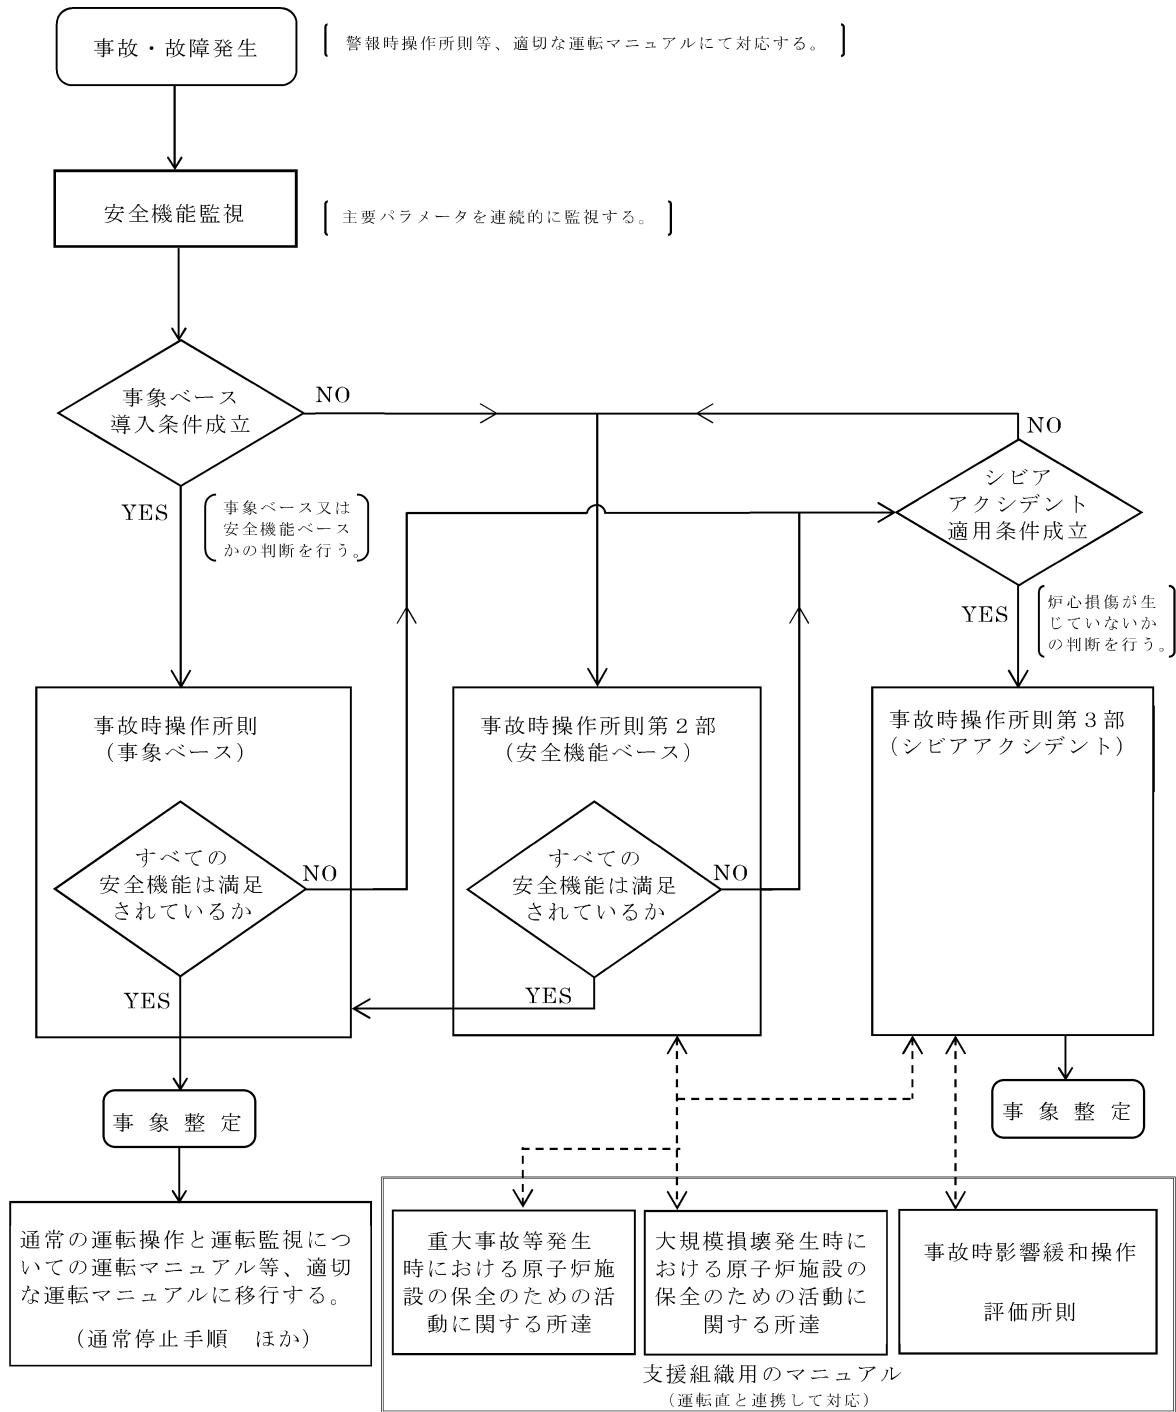 事故・故障発生
警報時操作所則等、適切な運転マニュアルにて対応する。
安全機能監視
主要パラメータを連続的に監視する。
事象ベース
導入条件成立
NO
YES
事象ベース又は
安全機能ベース
かの判断を行う。
NO
シビア
アクシデント
適用条件成立
YES
炉心損傷が生
じていないか
の判断を行う。
事故時操作所則
（事象ベース）
すべての
安全機能は満足
されているか
NO
YES
事故時操作所則第２部
（安全機能ベース）
すべての
安全機能は満足
されているか
NO
YES
事故時操作所則第３部
（シビアアクシデント）
事象整定
事象整定
通常の運転操作と運転監視につ
いての運転マニュアル等、適切
な運転マニュアルに移行する。
（通常停止手順　ほか）
重大事故等発生
時における原子炉施
設の保全のための活
動に関する所達
大規模損壊発生時に
おける原子炉施設の
保全のための活動に
関する所達
事故時影響緩和操作
評価所則
支援組織用のマニュアル
（運転直と連携して対応）